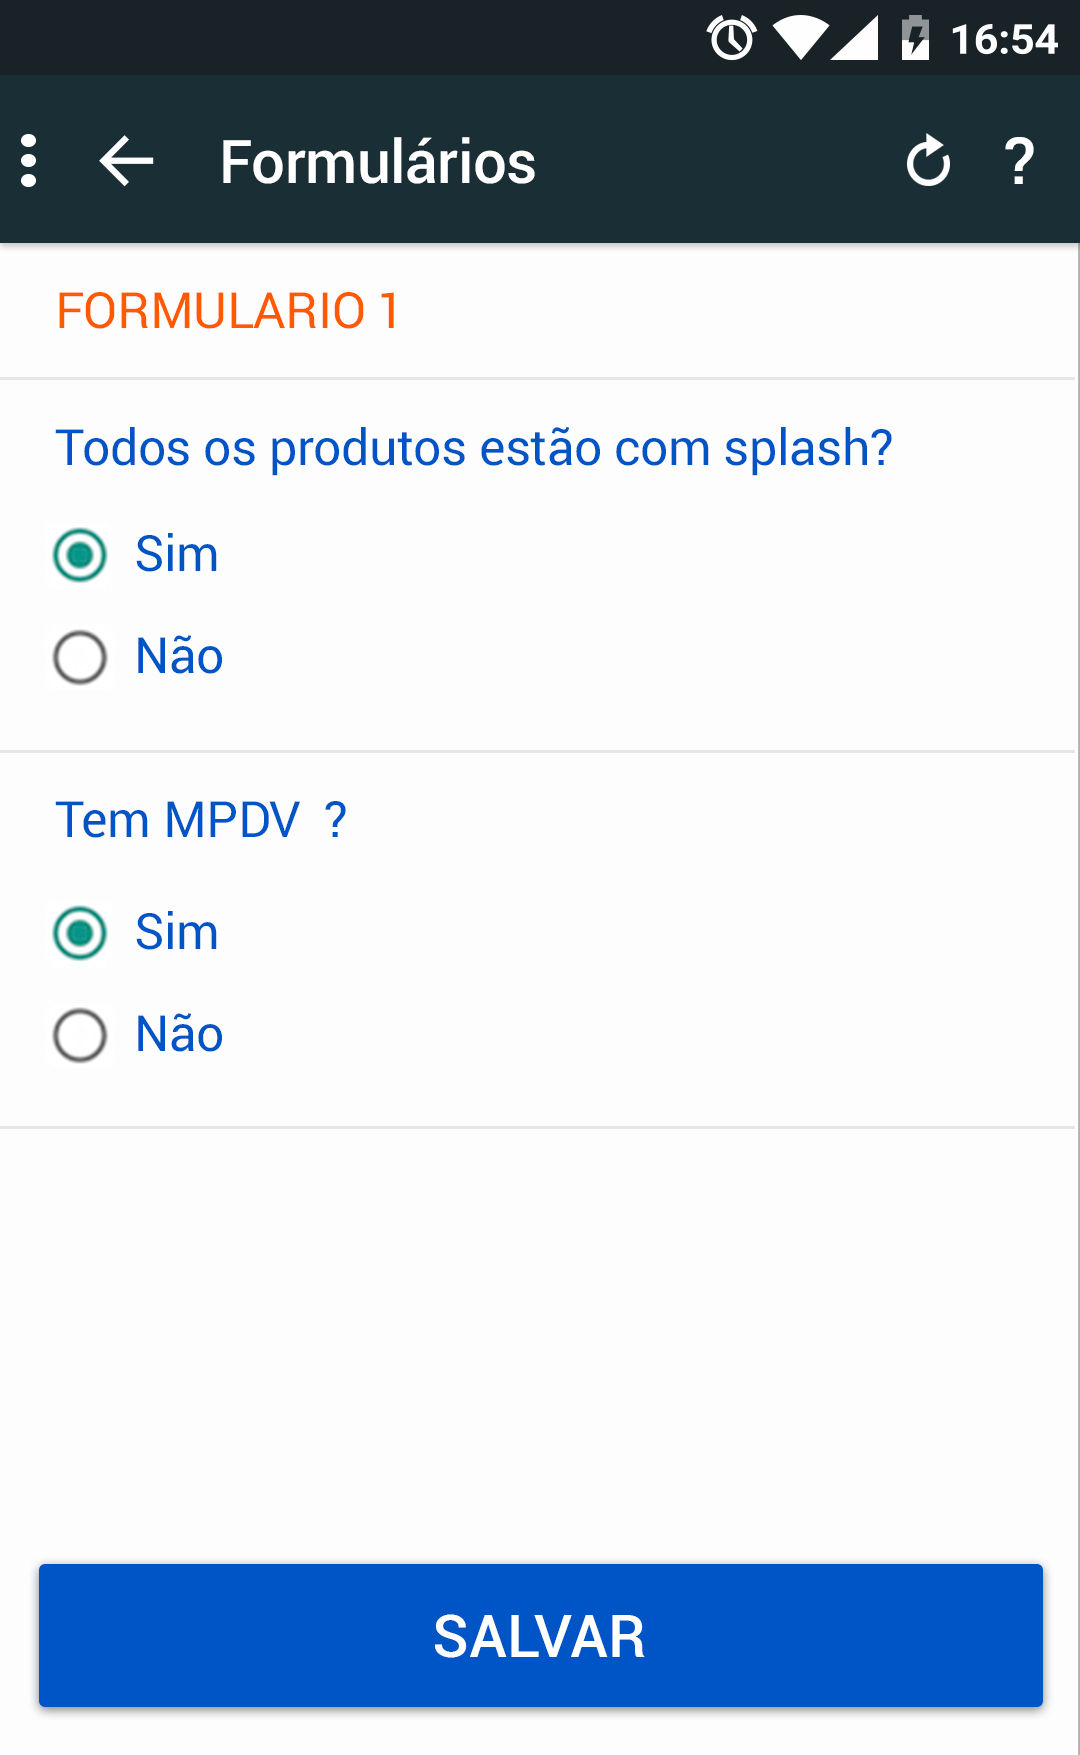 16:54
Formulários ?
FORMULARIO 1
Todos os produtos estão com splash?
Sim
Não
Tem MPDV  ?
Sim
Não
SALVAR